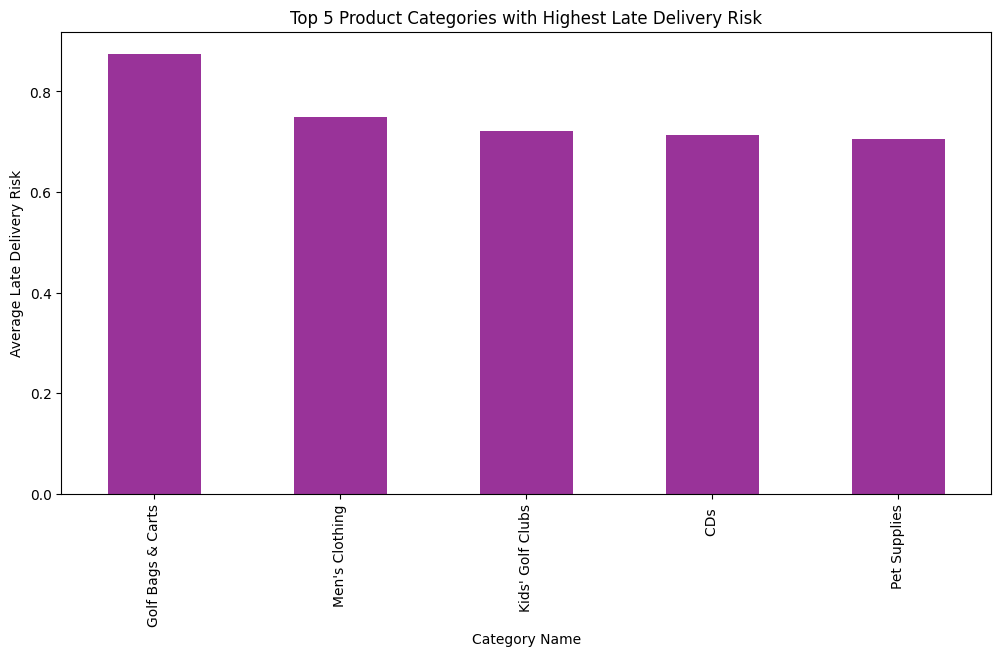 Top 5 Product Categories with Highest Late Delivery Risk
Average Late Delivery Risk
0.8
0.6
0.4
0.2
0.0
Golf Bags & Carts
Men's Clothing
Kids' Golf Clubs
CDs
Pet Supplies
Category Name